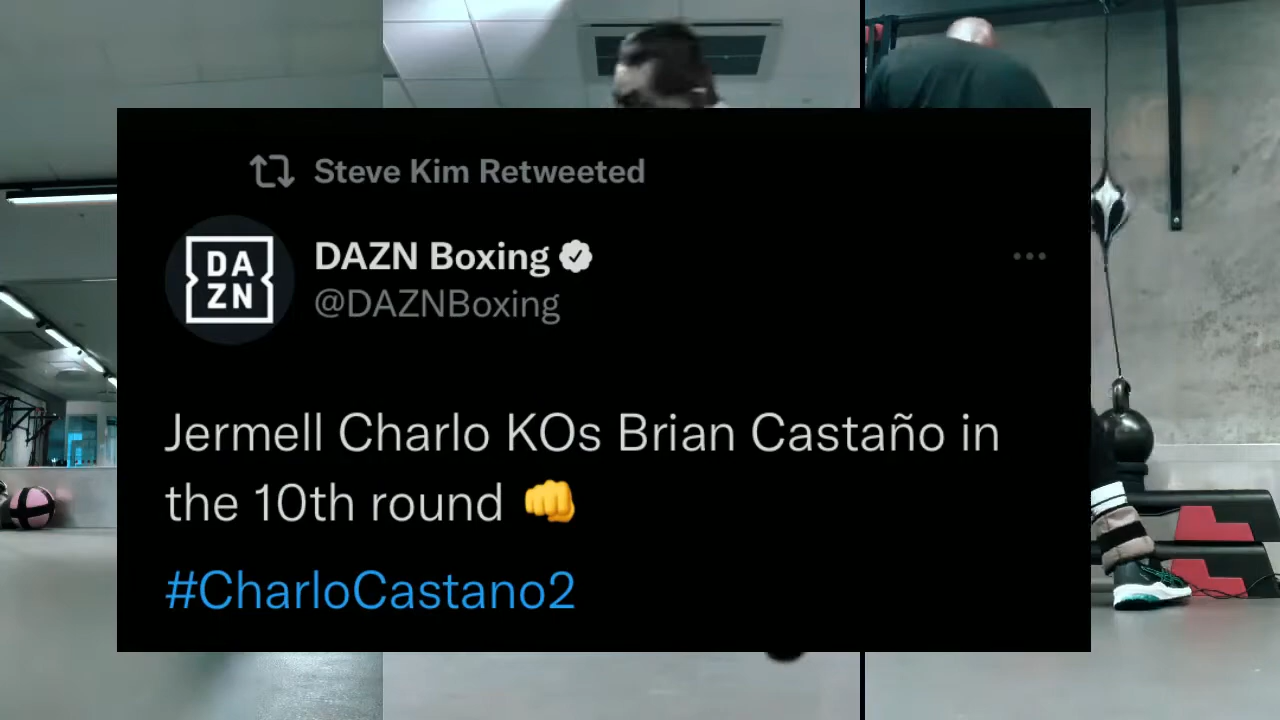 Steve Kim Retweeted
DA
ZN
DAZN Boxing
@DAZNBoxing
Jermell Charlo KOs Brian Castaño in
the 10th round 👊
#CharloCastano2